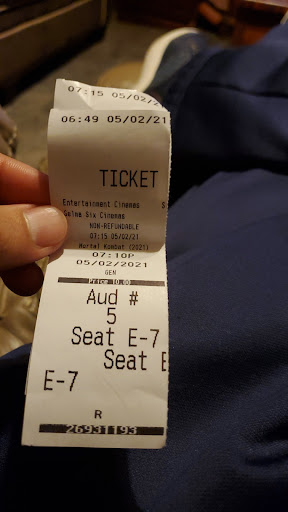 07:15 05/02/2
06:49 05/02/21
TICKET
Entertainment Cinemas S
Galna Six Cinemas
NON-REFUNDABLE
07:15 05/02/21
Mortal Kombat (2021)
07:10P
05/02/2021
GEN
Price 10.00
Aud #
5
Seat E-7
Seat E
E-7
R
26931193